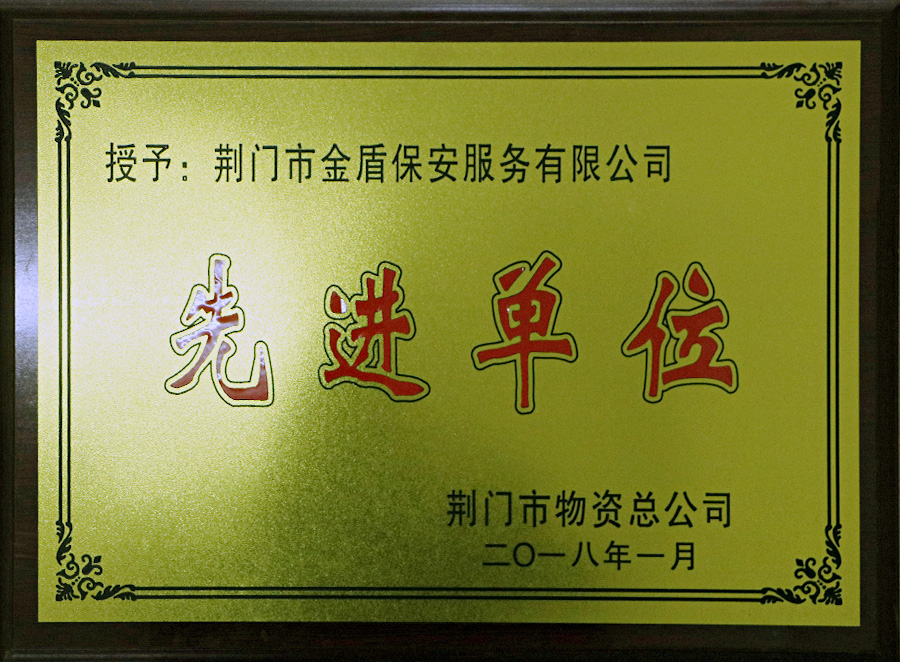 授予：荆门市金盾保安服务有限公司
先进单位
荆门市物资总公司
二〇一八年一月